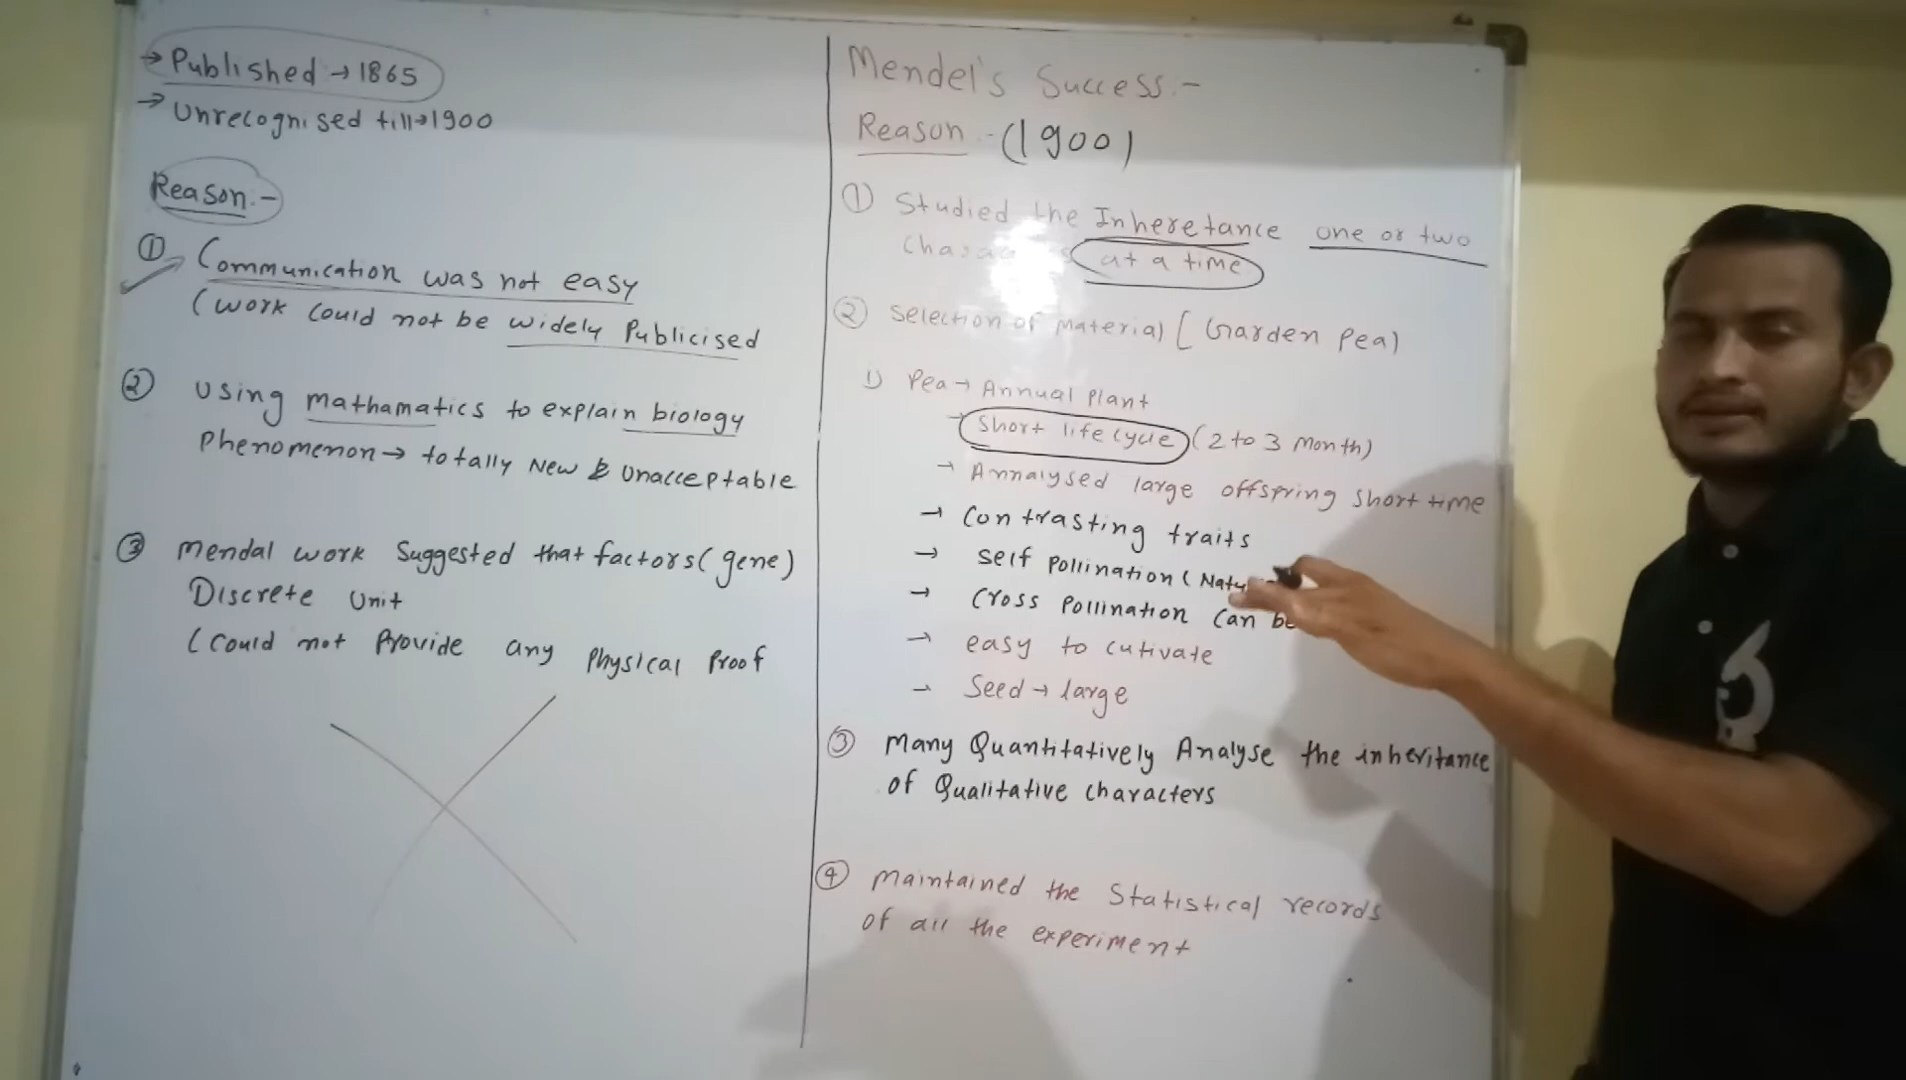 → Published → 1865
→ Unrecognised till→1900
Reason:-
① Communication was not easy
(work could not be widely Publicised
② Using mathamatics to explain biology
Phenomenon → totally New & Unacceptable
③ Mendal work Suggested that factors (gene)
Discrete Unit
(Could not Provide any Physical Proof
Mendel's Success:-
Reason:- (1900)
① Studied the Inheretance one or two
at a time
② Selection of Material [Garden Pea)
1) Pea → Annual Plant
→ Short lifecycle (2 to 3 Month)
→ Annalysed large offspring short time
→ Contrasting traits
→ Self Pollination (
→ Cross Pollination Can be
→ easy to cutivate
→ Seed → large
③ Many Quantitatively Analyse the inheritance
of Qualitative characters
④ Maintained the Statistical records
of all the experiment